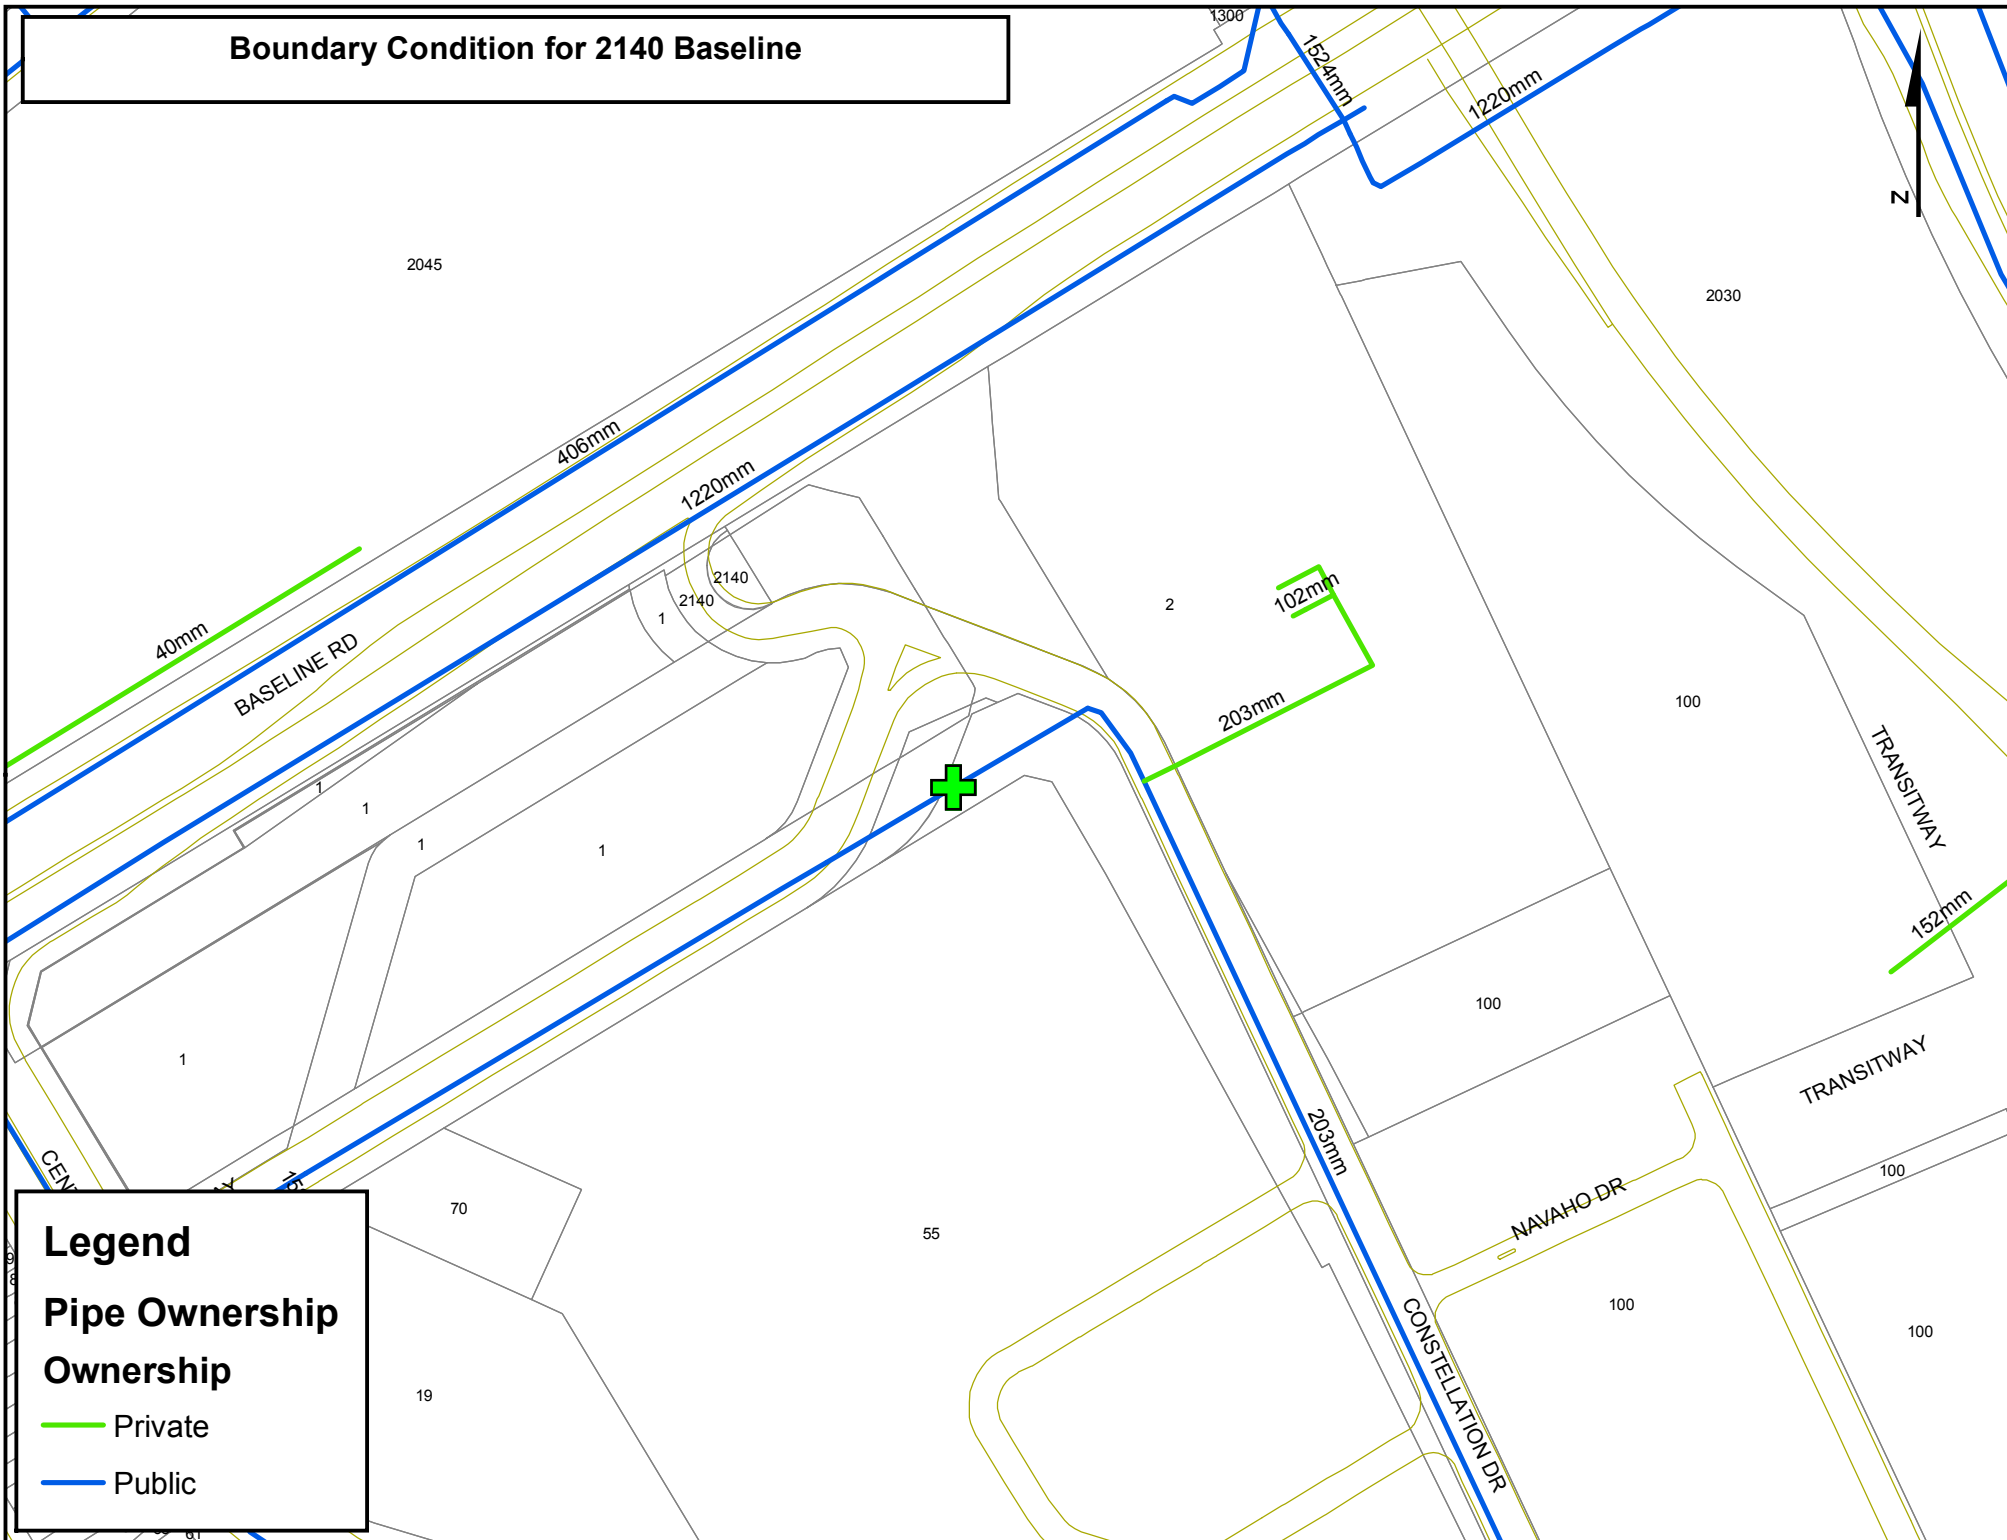 Boundary Condition for 2140 Baseline
1300
1524mm
1220mm
N
2045
2030
406mm
1220mm
40mm
BASELINE RD
2140
2140
1
2
102mm
203mm
100
TRANSITWAY
1
1
1
1
152mm
100
1
TRANSITWAY
203mm
100
NAVAHO DR
70
55
100
100
CONSTELLATION DR
19
Legend
Pipe Ownership
Ownership
Private
Public